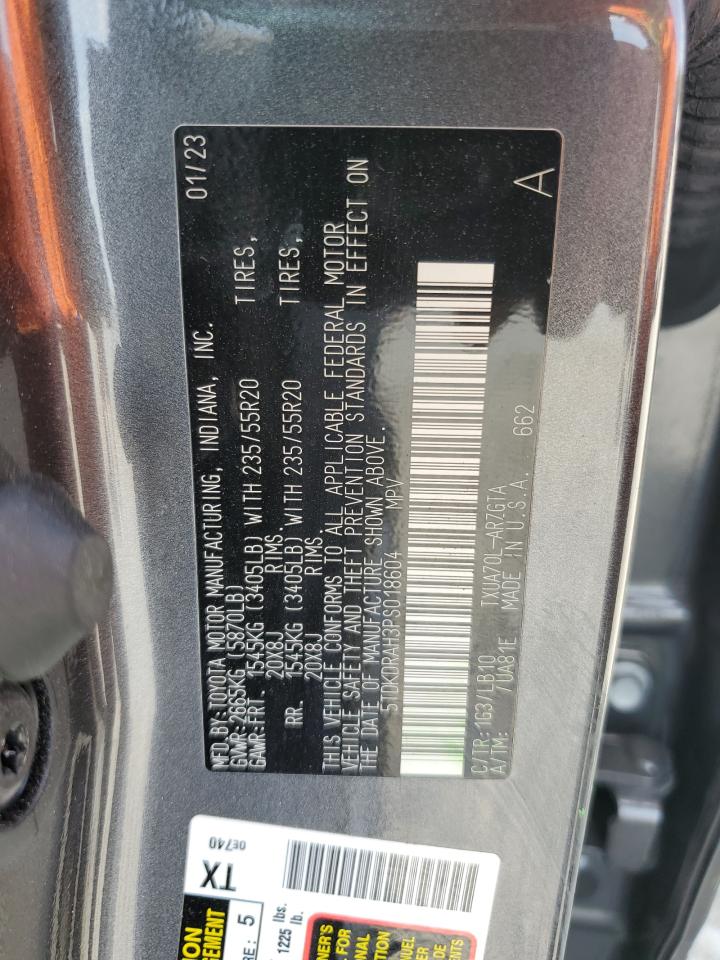 MFD.BY:TOYOTA MOTOR MANUFACTURING, INDIANA, INC. 01/23
GVWR:2665KG (5870LB)
GAWR:FRT. 1545KG (3405LB) WITH 235/55R20 TIRES,
20X8J RIMS.
RR. 1545KG (3405LB) WITH 235/55R20 TIRES,
20X8J RIMS.
THIS VEHICLE CONFORMS TO ALL APPLICABLE FEDERAL MOTOR
VEHICLE SAFETY AND THEFT PREVENTION STANDARDS IN EFFECT ON
THE DATE OF MANUFACTURE SHOWN ABOVE.
5TDKDRAH3PS018604 MPV
C/TR:1G3/LB10 TXUA70L-ARZGTA
A/TM: /UA81E MADE IN U.S.A. 662
A
TX
0E740
5
1225 lbs.
lb.